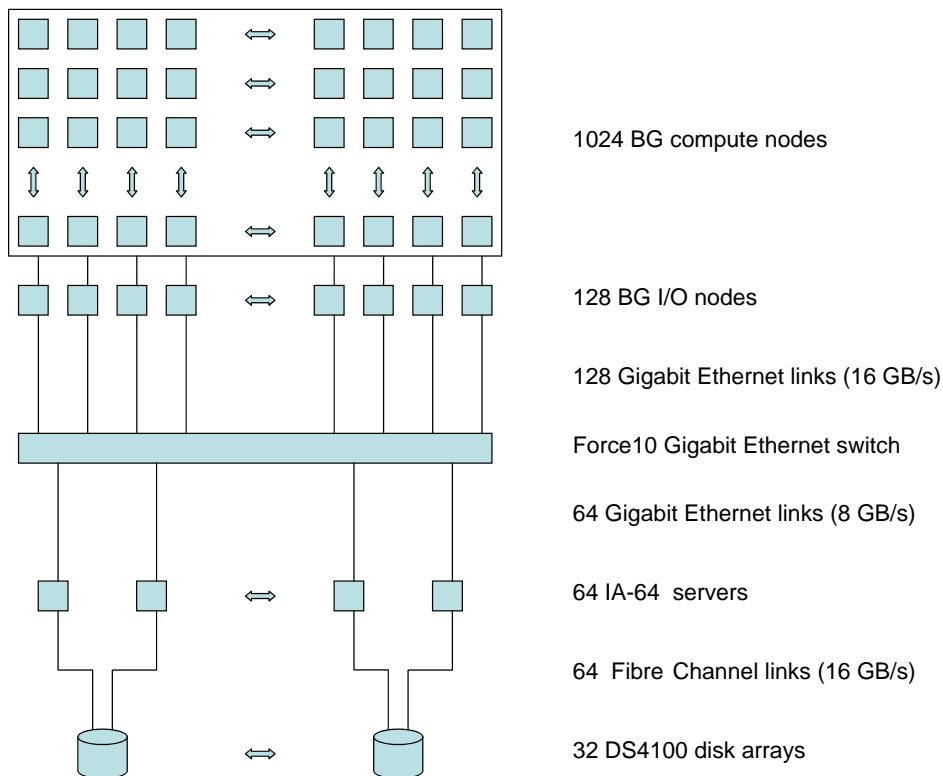 1024 BG compute nodes
128 BG I/O nodes
128 Gigabit Ethernet links (16 GB/s)
Force10 Gigabit Ethernet switch
64 Gigabit Ethernet links (8 GB/s)
64 IA-64 servers
64 Fibre Channel links (16 GB/s)
32 DS4100 disk arrays